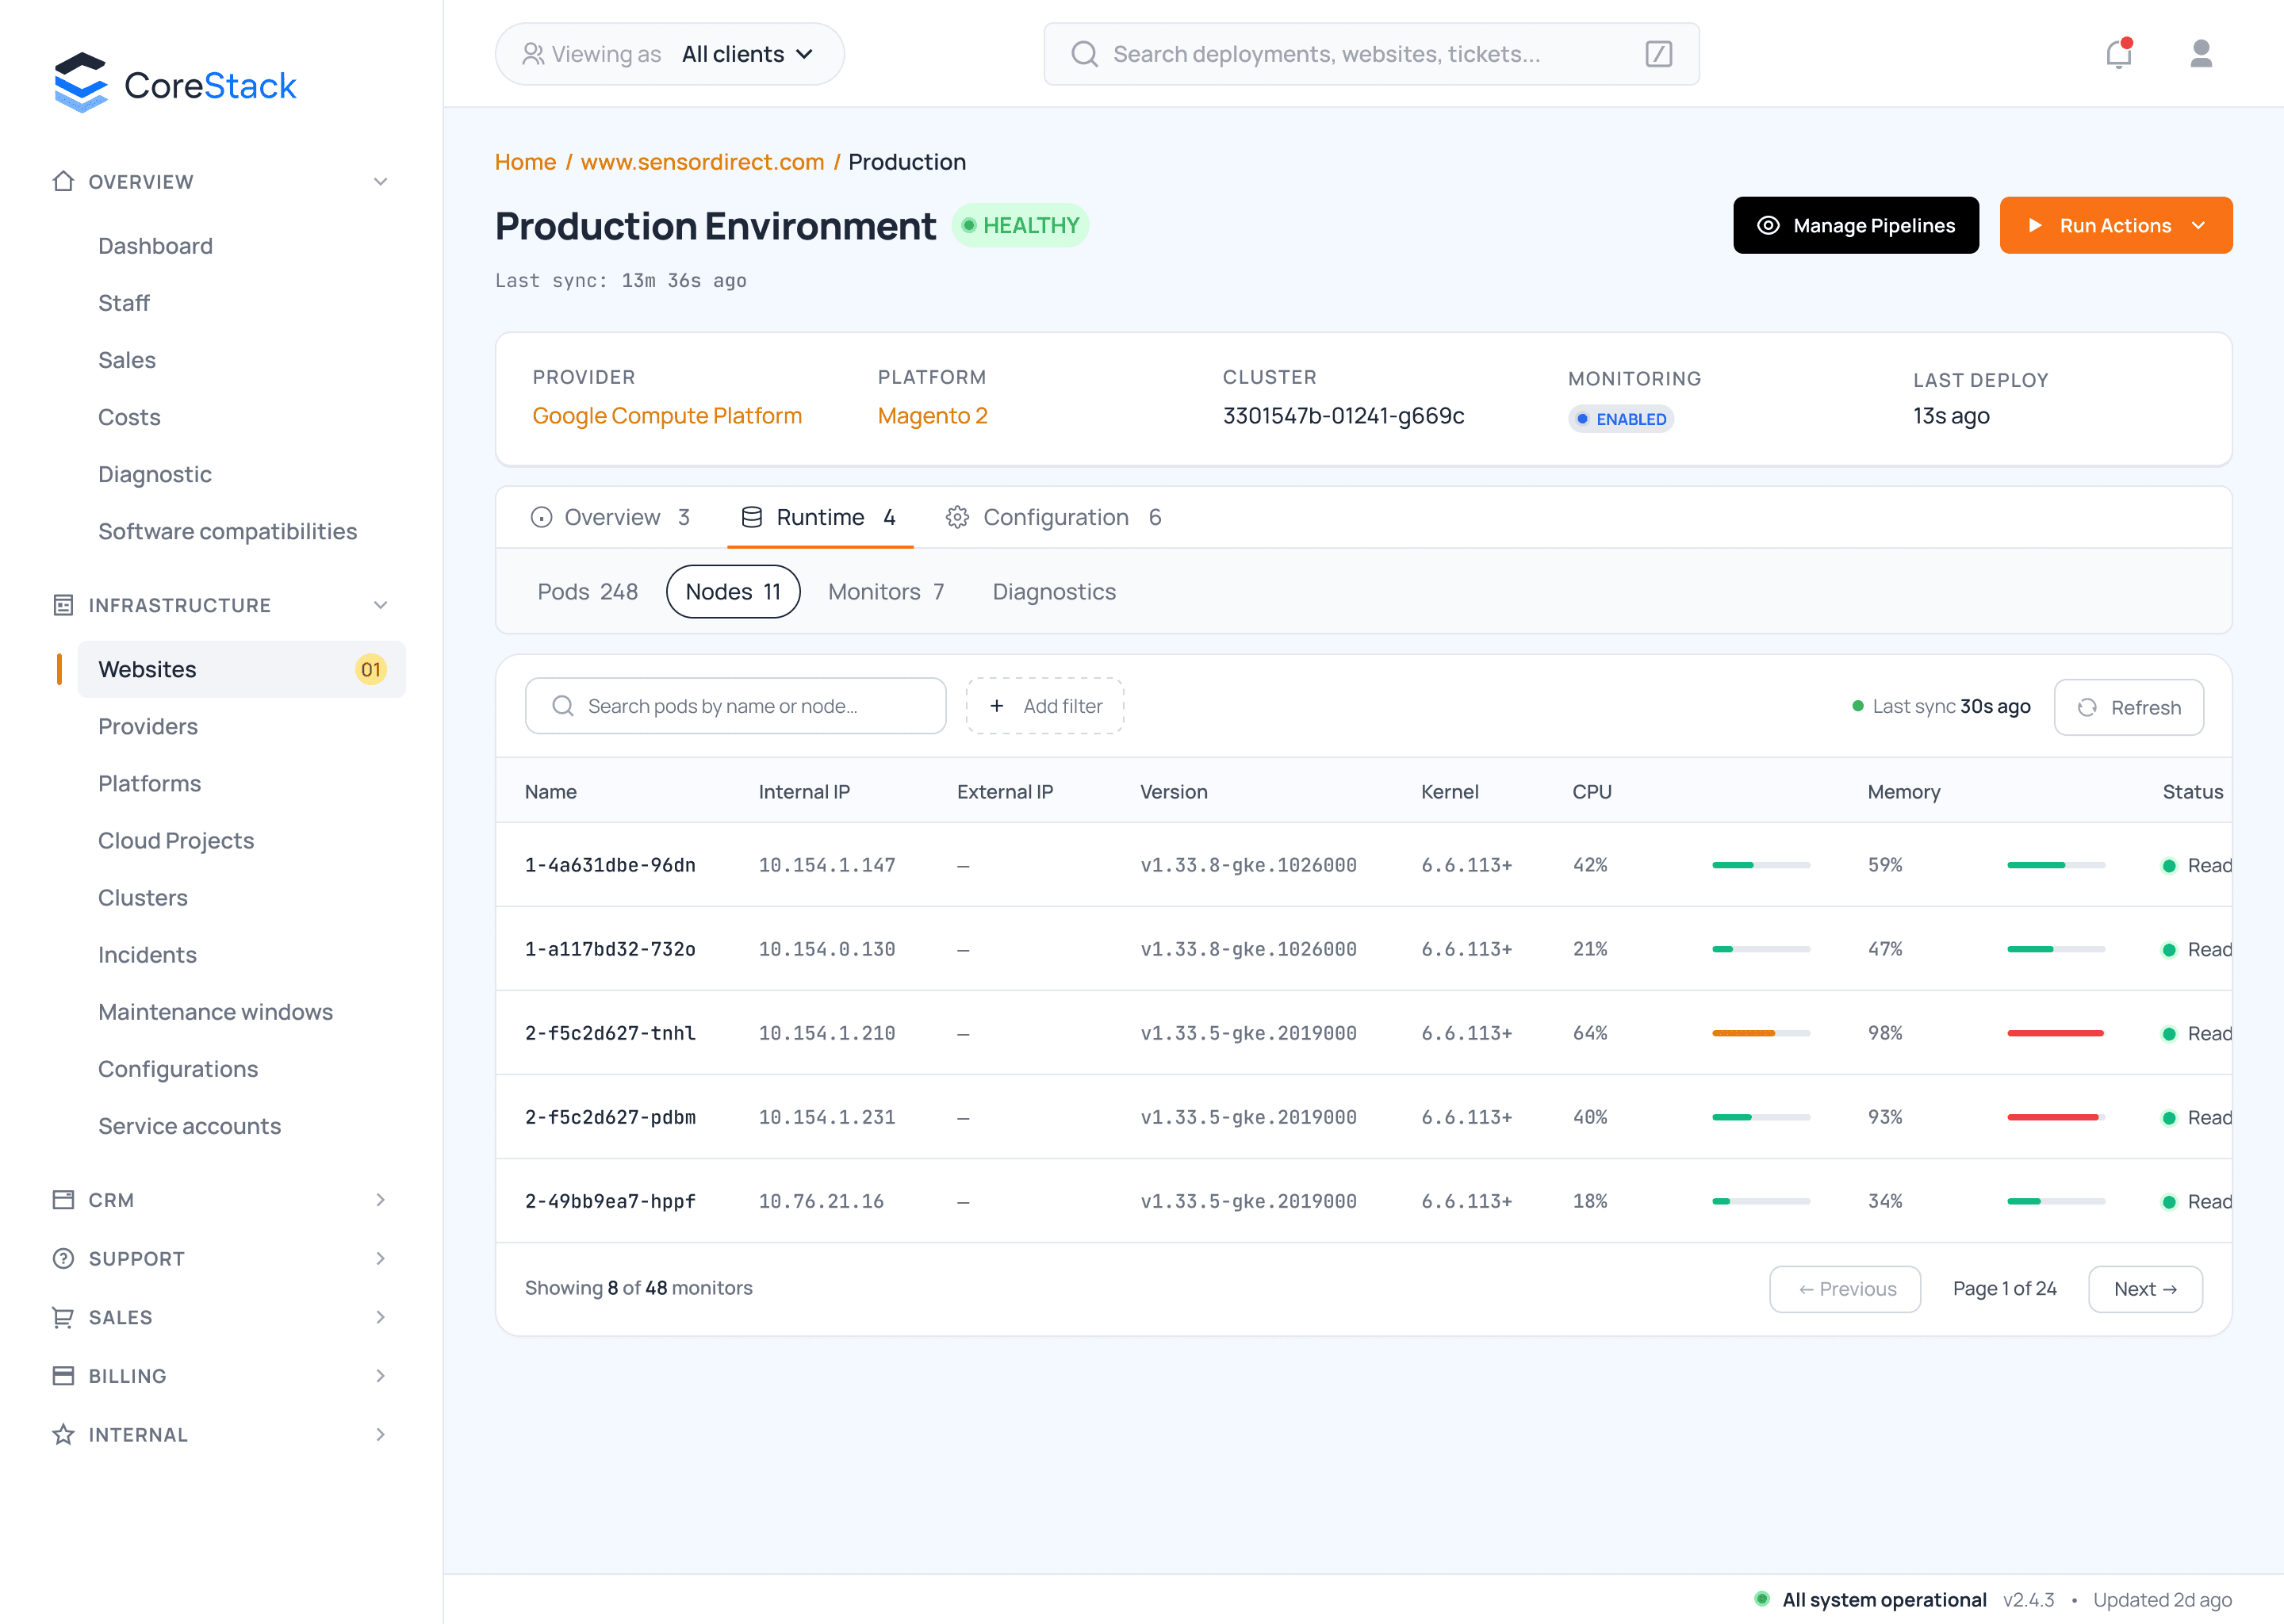 CoreStack
OVERVIEW
Dashboard
Staff
Sales
Costs
Diagnostic
Software compatibilities
INFRASTRUCTURE
Websites 01
Providers
Platforms
Cloud Projects
Clusters
Incidents
Maintenance windows
Configurations
Service accounts
CRM
SUPPORT
SALES
BILLING
INTERNAL
Viewing as All clients
Search deployments, websites, tickets... /
Home / www.sensordirect.com / Production
Production Environment HEALTHY
Manage Pipelines Run Actions
Last sync: 13m 36s ago
PROVIDER PLATFORM CLUSTER MONITORING LAST DEPLOY
Google Compute Platform Magento 2 3301547b-01241-g669c ENABLED 13s ago
Overview 3 Runtime 4 Configuration 6
Pods 248 Nodes 11 Monitors 7 Diagnostics
Search pods by name or node... + Add filter Last sync 30s ago Refresh
Name Internal IP External IP Version Kernel CPU Memory Status
1-4a631dbe-96dn 10.154.1.147 — v1.33.8-gke.1026000 6.6.113+ 42% 59% Read
1-a117bd32-732o 10.154.0.130 — v1.33.8-gke.1026000 6.6.113+ 21% 47% Read
2-f5c2d627-tnhl 10.154.1.210 — v1.33.5-gke.2019000 6.6.113+ 64% 98% Read
2-f5c2d627-pdbm 10.154.1.231 — v1.33.5-gke.2019000 6.6.113+ 40% 93% Read
2-49bb9ea7-hppf 10.76.21.16 — v1.33.5-gke.2019000 6.6.113+ 18% 34% Read
Showing 8 of 48 monitors ← Previous Page 1 of 24 Next →
All system operational v2.4.3 • Updated 2d ago